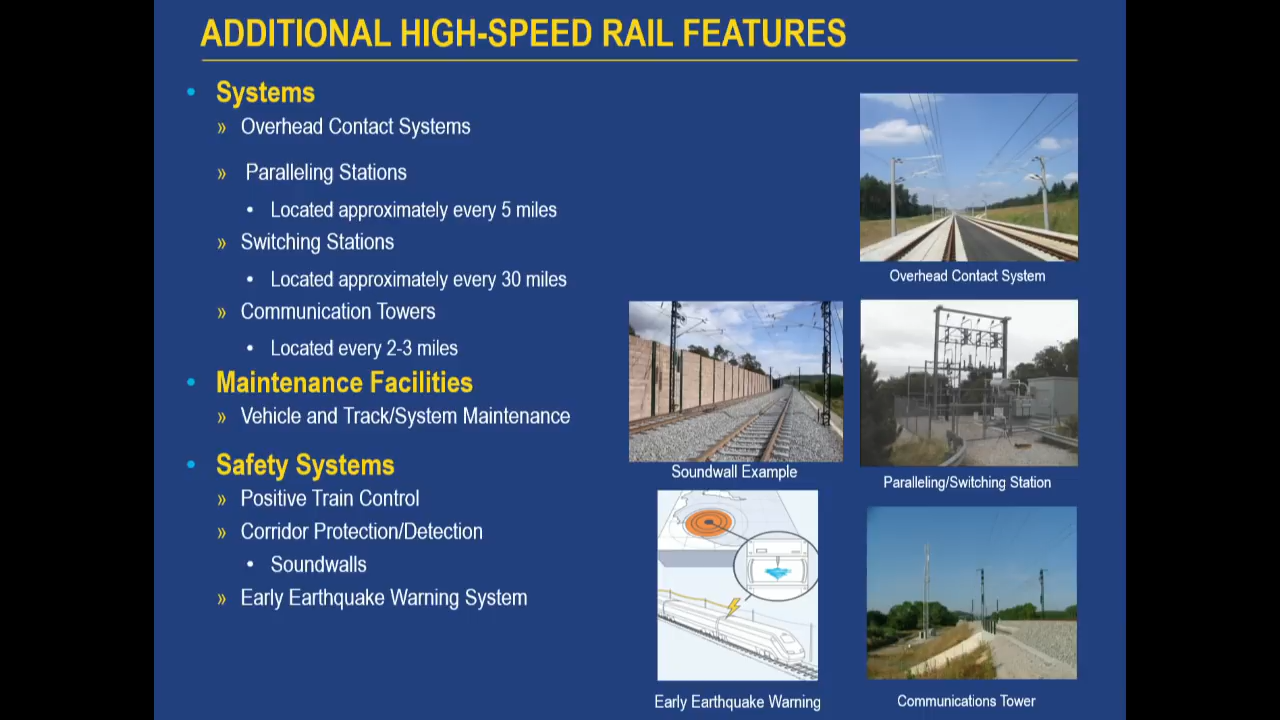 ADDITIONAL HIGH-SPEED RAIL FEATURES
• Systems
» Overhead Contact Systems
» Paralleling Stations
• Located approximately every 5 miles
» Switching Stations
• Located approximately every 30 miles
» Communication Towers
• Located every 2-3 miles
• Maintenance Facilities
» Vehicle and Track/System Maintenance
• Safety Systems
» Positive Train Control
» Corridor Protection/Detection
• Soundwalls
» Early Earthquake Warning System
Overhead Contact System
Soundwall Example
Paralleling/Switching Station
Early Earthquake Warning
Communications Tower